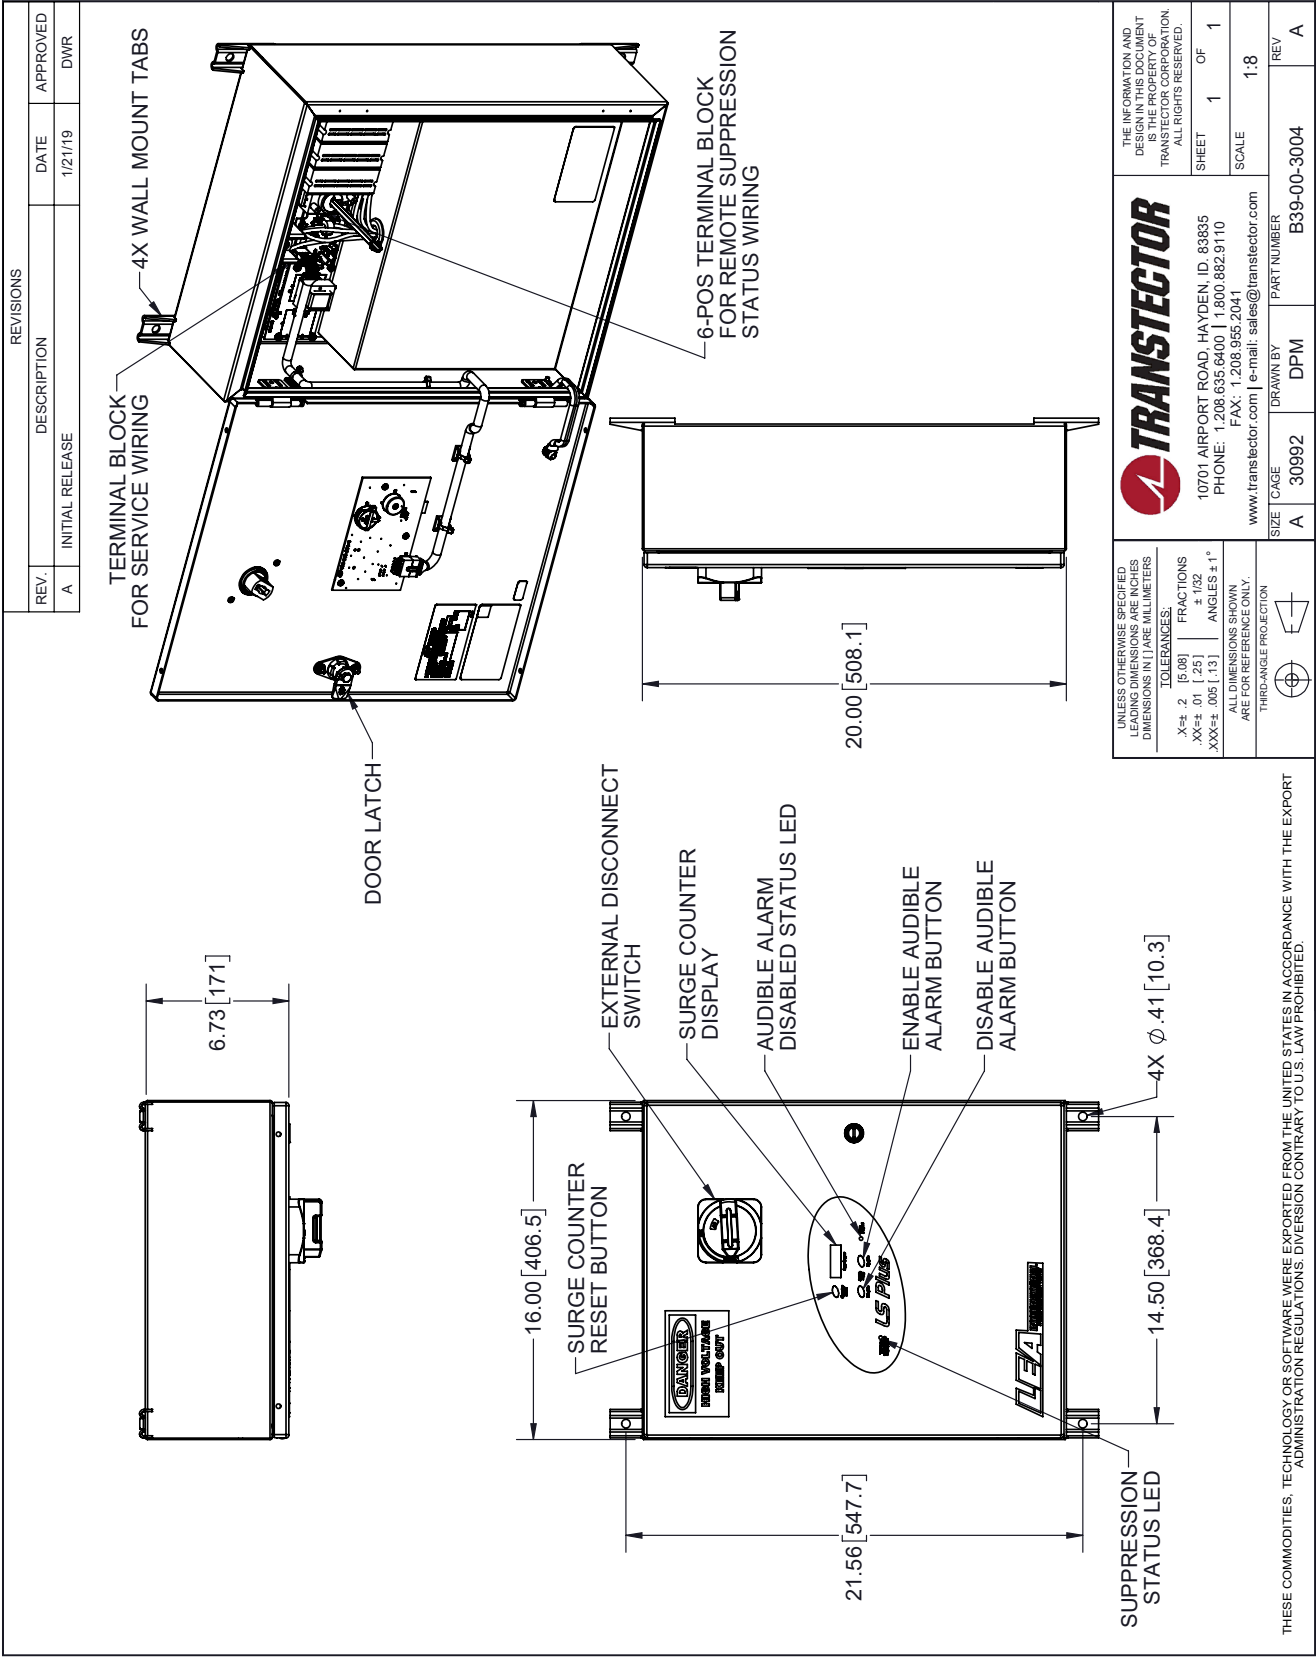 REVISIONS
REV.
DESCRIPTION
DATE
APPROVED
A
INITIAL RELEASE
1/21/19
DWR
TERMINAL BLOCK
FOR SERVICE WIRING
4X WALL MOUNT TABS
6-POS TERMINAL BLOCK
FOR REMOTE SUPPRESSION
STATUS WIRING
DOOR LATCH
6.73 [171]
16.00 [406.5]
20.00 [508.1]
SURGE COUNTER
RESET BUTTON
EXTERNAL DISCONNECT
SWITCH
SURGE COUNTER
DISPLAY
AUDIBLE ALARM
DISABLED STATUS LED
ENABLE AUDIBLE
ALARM BUTTON
DISABLE AUDIBLE
ALARM BUTTON
DANGER
HIGH VOLTAGE
KEEP OUT
LS Plus
LEA
21.56 [547.7]
14.50 [368.4]
4X Ø .41 [10.3]
SUPPRESSION
STATUS LED
THESE COMMODITIES, TECHNOLOGY OR SOFTWARE WERE EXPORTED FROM THE UNITED STATES IN ACCORDANCE WITH THE EXPORT
ADMINISTRATION REGULATIONS. DIVERSION CONTRARY TO U.S. LAW PROHIBITED.
UNLESS OTHERWISE SPECIFIED
LEADING DIMENSIONS ARE INCHES
DIMENSIONS IN [ ] ARE MILLIMETERS
TOLERANCES:
.X=± .2 [5.08]
.XX=± .01 [.25]
.XXX=± .005 [.13]
FRACTIONS
± 1/32
ANGLES ± 1°
ALL DIMENSIONS SHOWN
ARE FOR REFERENCE ONLY.
THIRD-ANGLE PROJECTION
TRANSTECTOR
10701 AIRPORT ROAD, HAYDEN, ID. 83835
PHONE: 1.208.635.6400 | 1.800.882.9110
FAX: 1.208.955.2041
www.transtector.com | e-mail: sales@transtector.com
THE INFORMATION AND
DESIGN IN THIS DOCUMENT
IS THE PROPERTY OF
TRANSTECTOR CORPORATION.
ALL RIGHTS RESERVED.
SHEET 1 OF 1
SCALE 1:8
SIZE
A
CAGE
30992
DRAWN BY
DPM
PART NUMBER
B39-00-3004
REV
A